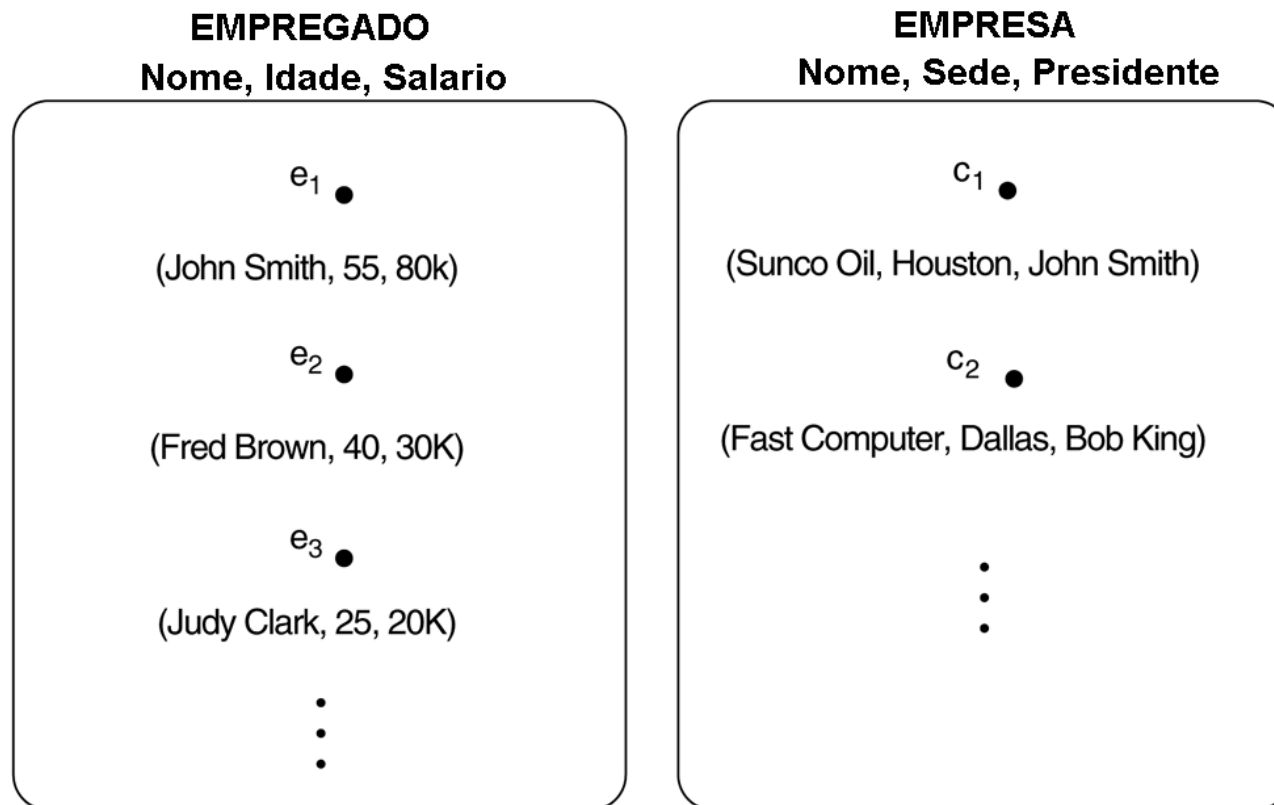 EMPREGADO
Nome, Idade, Salario
e1
(John Smith, 55, 80k)
e2
(Fred Brown, 40, 30K)
e3
(Judy Clark, 25, 20K)
EMPRESA
Nome, Sede, Presidente
c1
(Sunco Oil, Houston, John Smith)
c2
(Fast Computer, Dallas, Bob King)